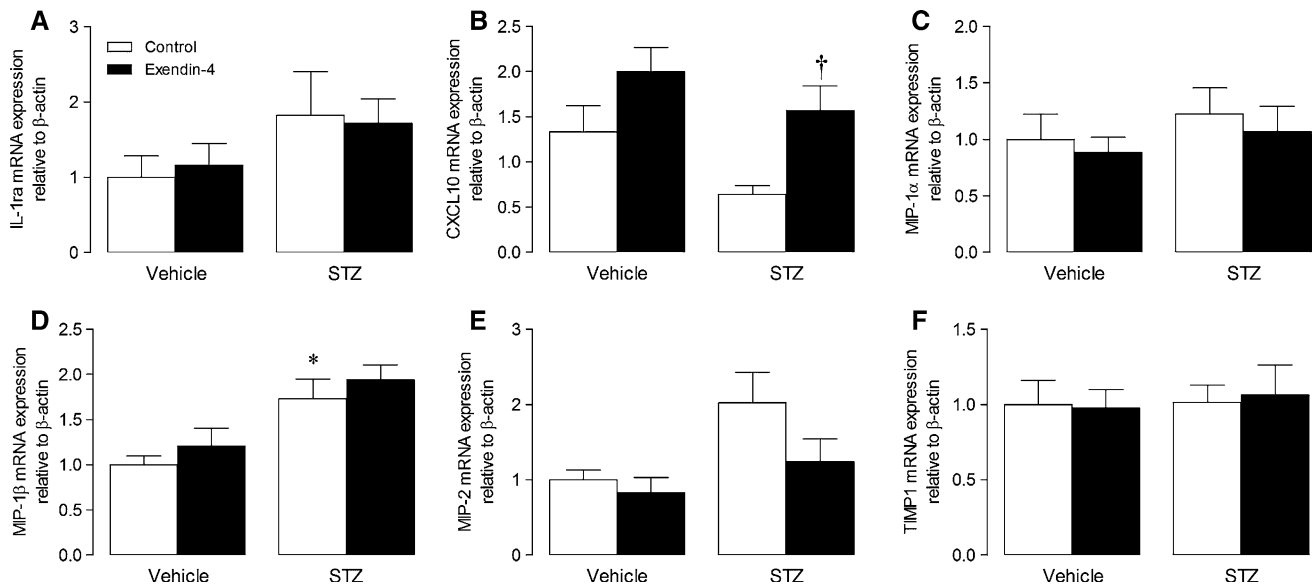 A
IL-1ra mRNA expression
relative to β-actin
3
2
1
0
Control
Exendin-4
Vehicle
STZ
B
CXCL10 mRNA expression
relative to β-actin
2.5
2.0
1.5
1.0
0.5
0.0
†
Vehicle
STZ
C
MIP-1α mRNA expression
relative to β-actin
2.0
1.5
1.0
0.5
0.0
Vehicle
STZ
D
MIP-1β mRNA expression
relative to β-actin
2.5
2.0
1.5
1.0
0.5
0.0
*
Vehicle
STZ
E
MIP-2 mRNA expression
relative to β-actin
3
2
1
0
Vehicle
STZ
F
TIMP1 mRNA expression
relative to β-actin
1.5
1.0
0.5
0.0
Vehicle
STZ